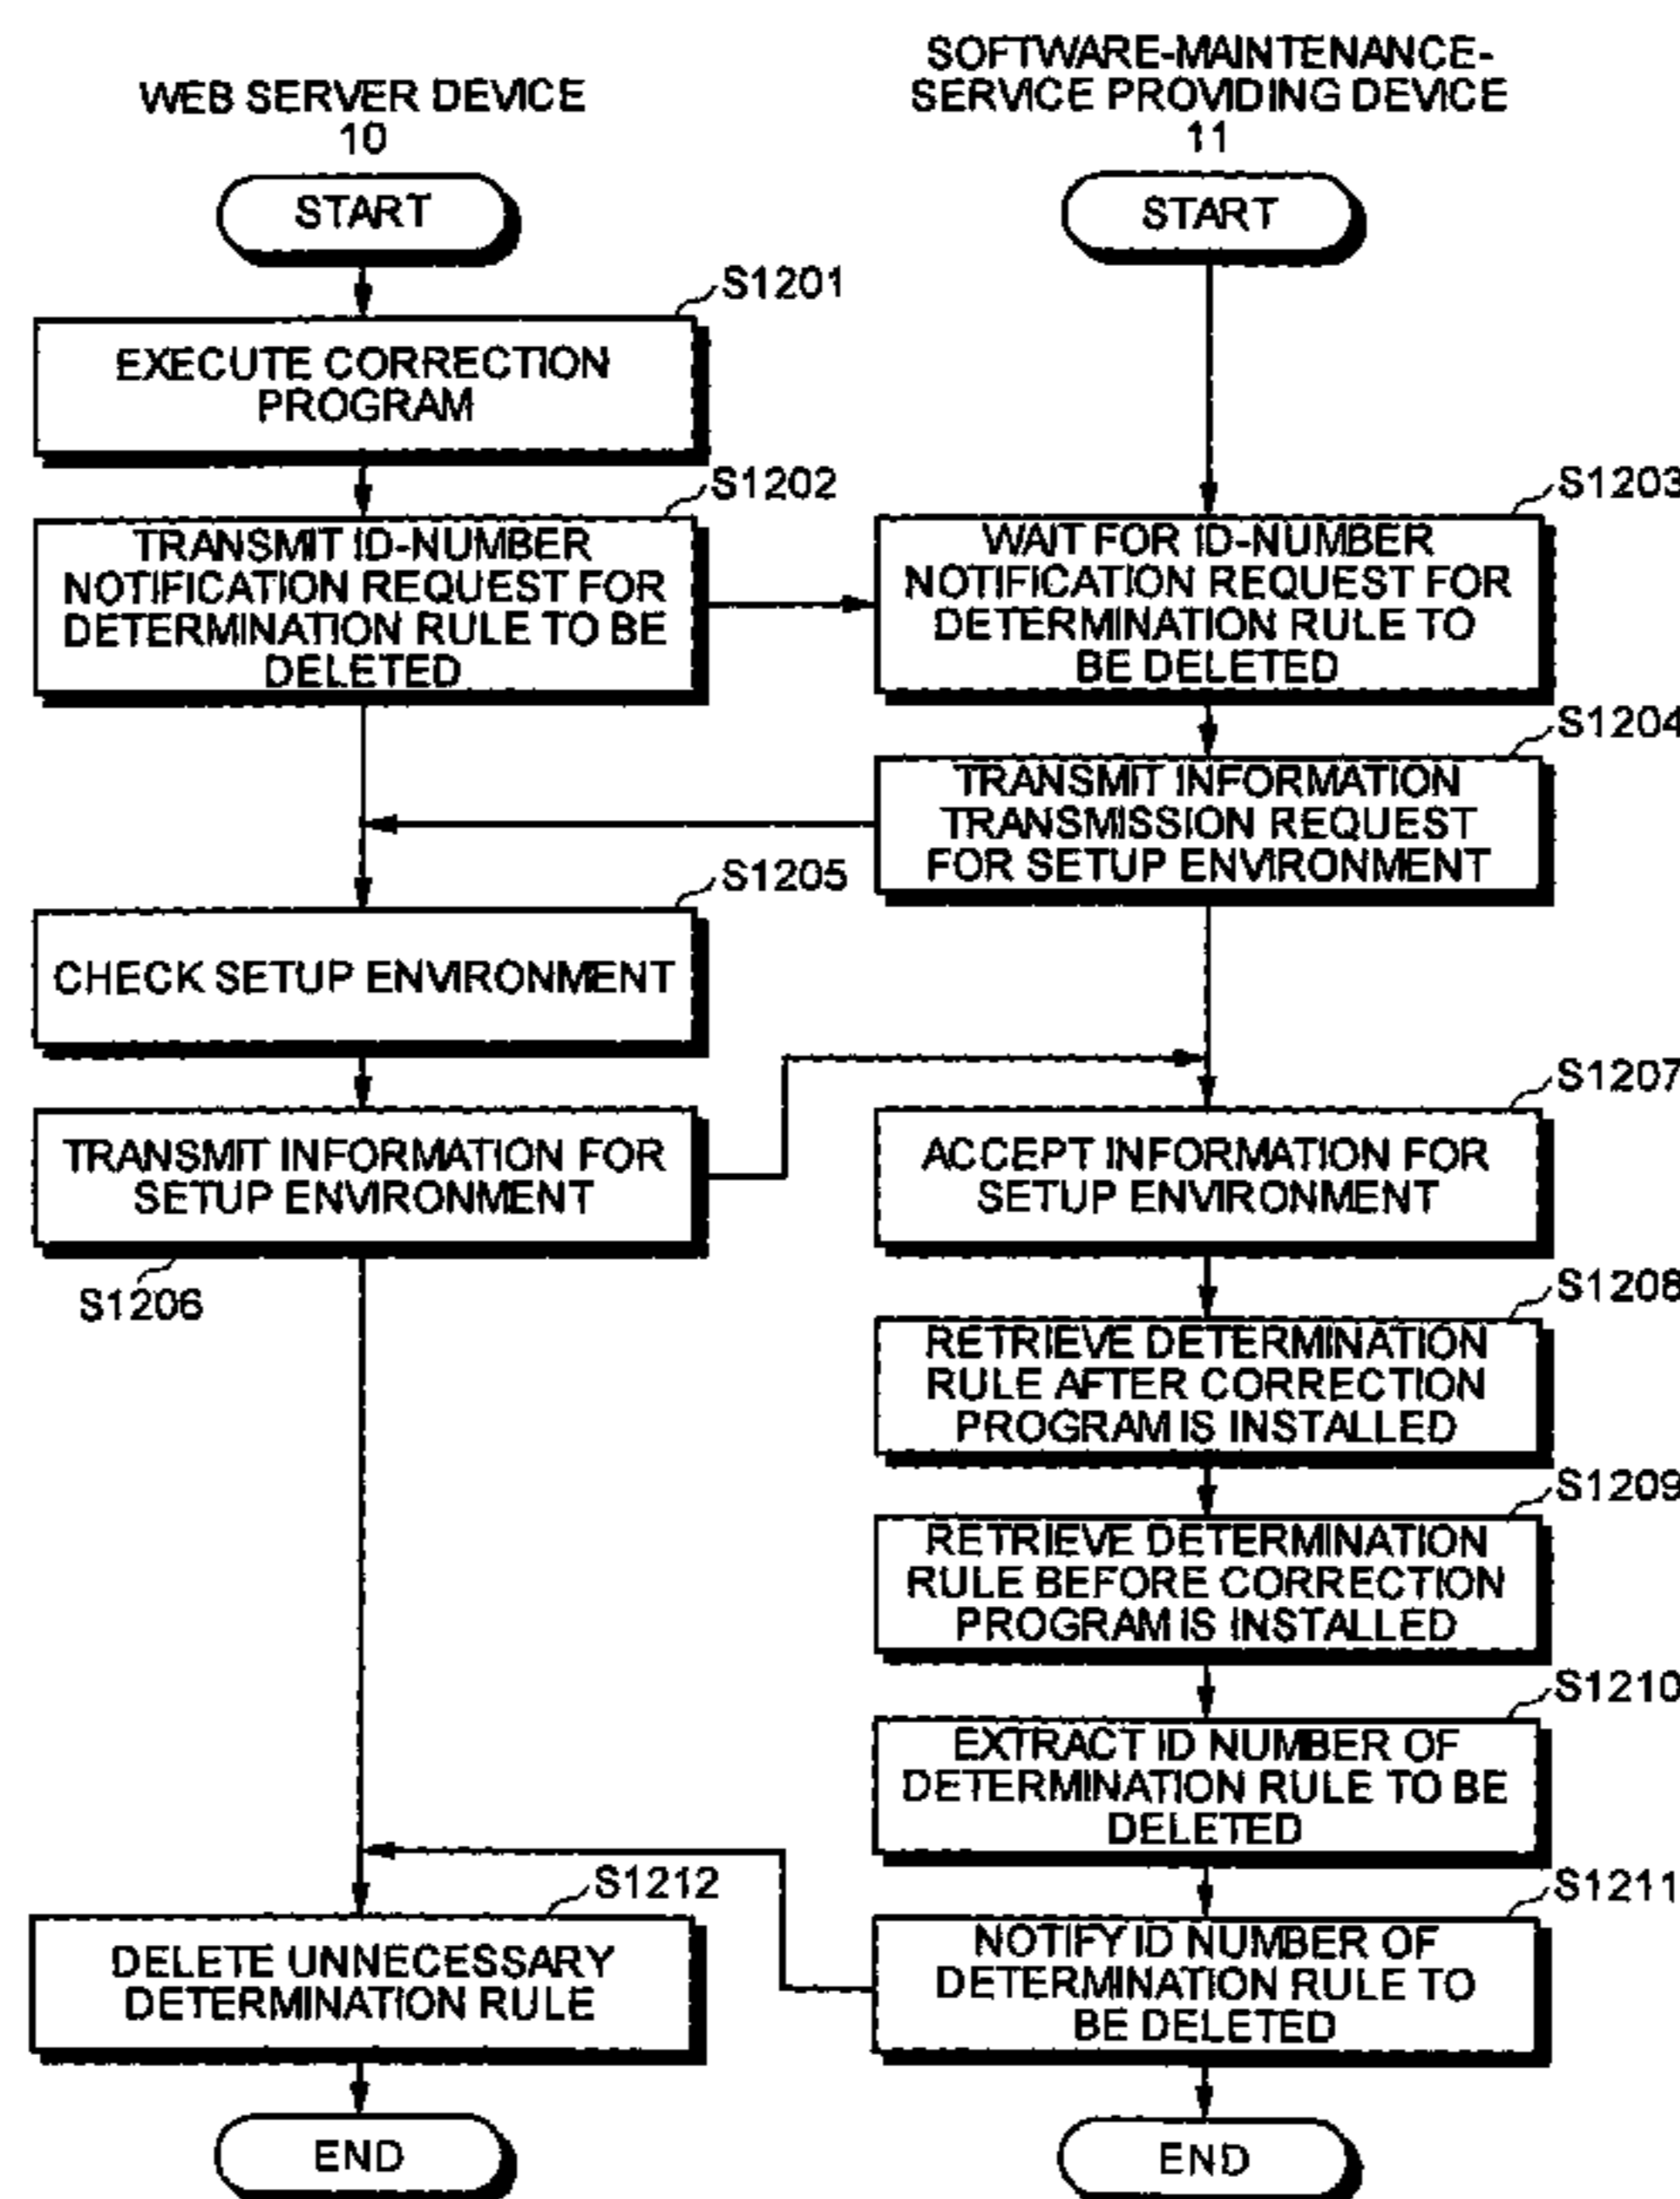 WEB SERVER DEVICE
10
SOFTWARE-MAINTENANCE-
SERVICE PROVIDING DEVICE
11
START
START
S1201
EXECUTE CORRECTION
PROGRAM
S1202
TRANSMIT ID-NUMBER
NOTIFICATION REQUEST FOR
DETERMINATION RULE TO BE
DELETED
S1203
WAIT FOR ID-NUMBER
NOTIFICATION REQUEST FOR
DETERMINATION RULE TO
BE DELETED
S1204
TRANSMIT INFORMATION
TRANSMISSION REQUEST
FOR SETUP ENVIRONMENT
S1205
CHECK SETUP ENVIRONMENT
TRANSMIT INFORMATION FOR
SETUP ENVIRONMENT
S1206
S1207
ACCEPT INFORMATION FOR
SETUP ENVIRONMENT
S1208
RETRIEVE DETERMINATION
RULE AFTER CORRECTION
PROGRAM IS INSTALLED
S1209
RETRIEVE DETERMINATION
RULE BEFORE CORRECTION
PROGRAM IS INSTALLED
S1210
EXTRACT ID NUMBER OF
DETERMINATION RULE TO BE
DELETED
S1211
NOTIFY ID NUMBER OF
DETERMINATION RULE TO
BE DELETED
S1212
DELETE UNNECESSARY
DETERMINATION RULE
END
END